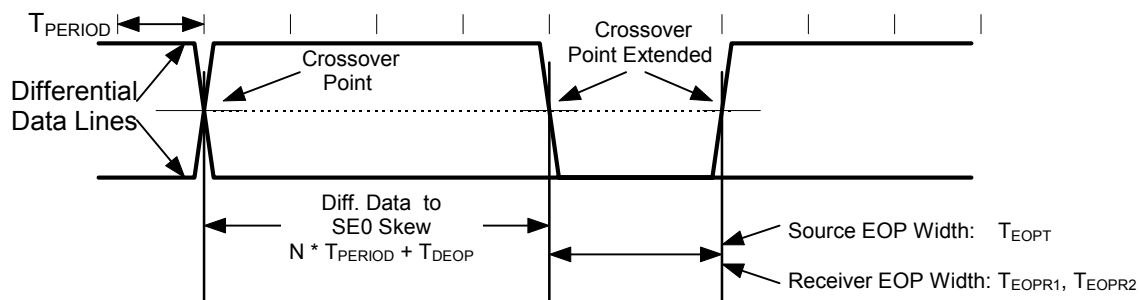 TPERIOD
Differential
Data Lines
Crossover
Point
Crossover
Point Extended
Diff. Data to
SE0 Skew
N * TPERIOD + TDEOP
Source EOP Width: TEOPT
Receiver EOP Width: TEOPR1, TEOPR2